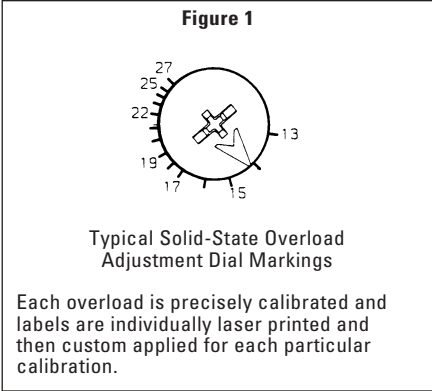 Figure 1
27
25
22
19
17
15
13
Typical Solid-State Overload
Adjustment Dial Markings
Each overload is precisely calibrated and
labels are individually laser printed and
then custom applied for each particular
calibration.